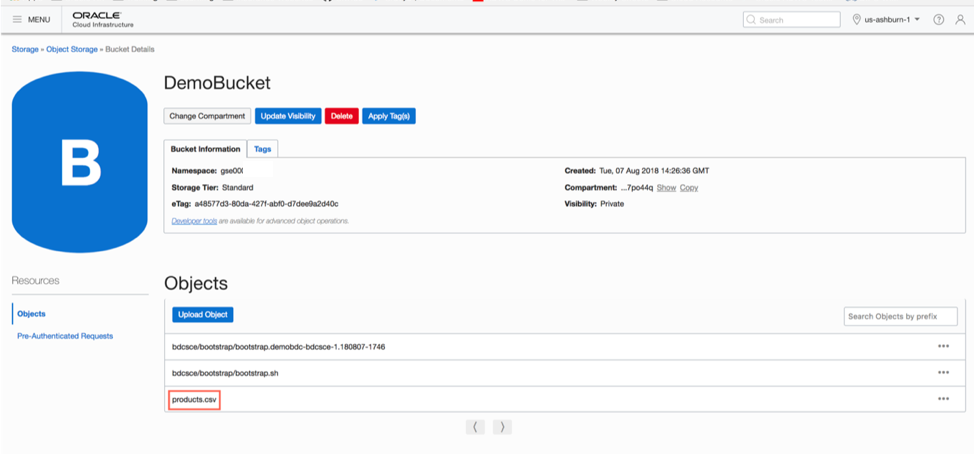 MENU
ORACLE
Cloud Infrastructure
Search
us-ashburn-1
Storage » Object Storage » Bucket Details
B
DemoBucket
Change Compartment
Update Visibility
Delete
Apply Tag(s)
Bucket Information
Tags
Namespace: gse00
Created: Tue, 07 Aug 2018 14:26:36 GMT
Storage Tier: Standard
Compartment: ...7po44q Show Copy
eTag: a48577d3-80da-427f-abf0-d7dee9a2d40c
Visibility: Private
Developer tools are available for advanced object operations.
Resources
Objects
Pre-Authenticated Requests
Objects
Upload Object
Search Objects by prefix
bdcsce/bootstrap/bootstrap.demobdc-bdcsce-1.180807-1746
bdcsce/bootstrap/bootstrap.sh
products.csv